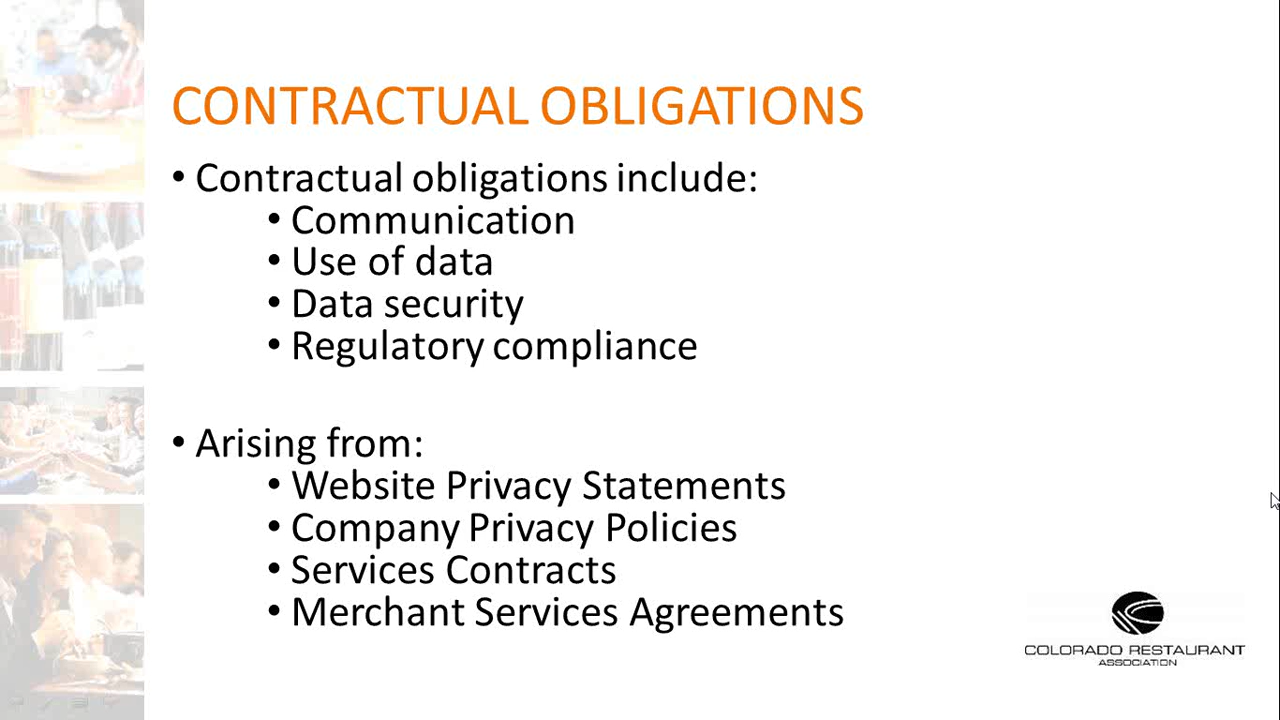 CONTRACTUAL OBLIGATIONS
• Contractual obligations include:
• Communication
• Use of data
• Data security
• Regulatory compliance
• Arising from:
• Website Privacy Statements
• Company Privacy Policies
• Services Contracts
• Merchant Services Agreements
COLORADO RESTAURANT
ASSOCIATION